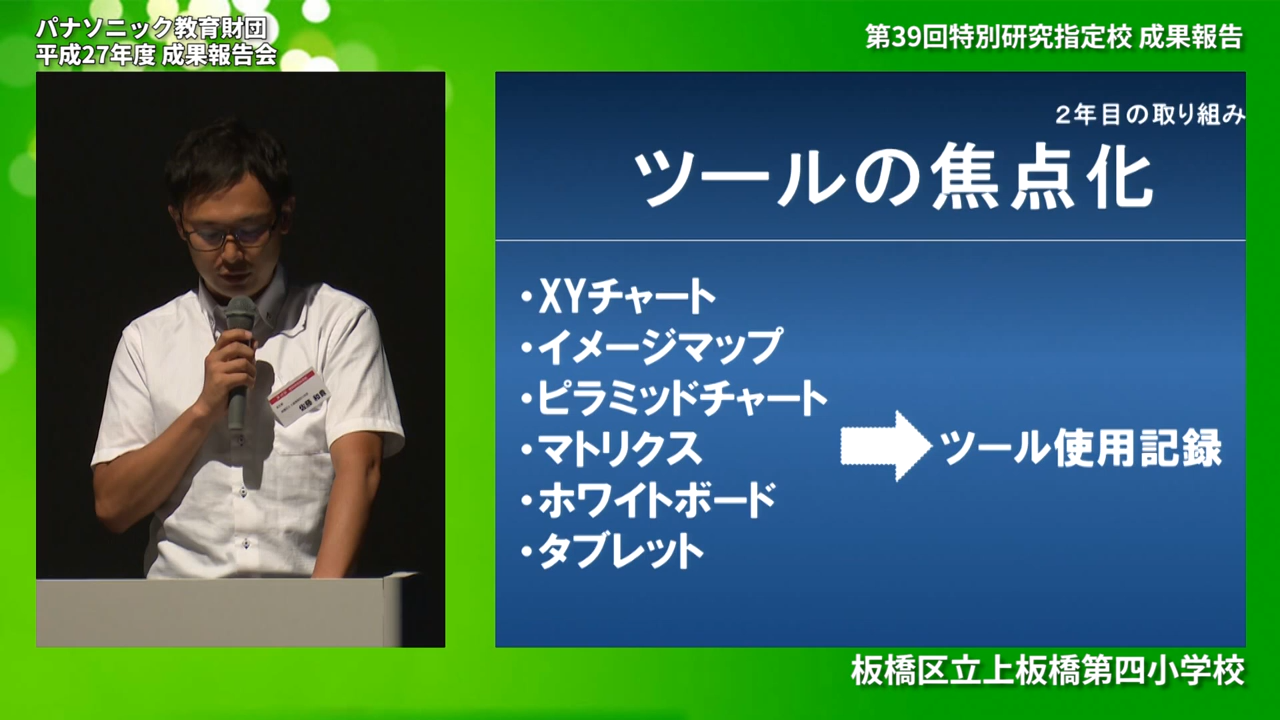 パナソニック教育財団
平成27年度 成果報告会
第39回特別研究指定校 成果報告
２年目の取り組み
ツールの焦点化
・XYチャート
・イメージマップ
・ピラミッドチャート
・マトリクス
・ホワイトボード
・タブレット
ツール使用記録
板橋区立上板橋第四小学校